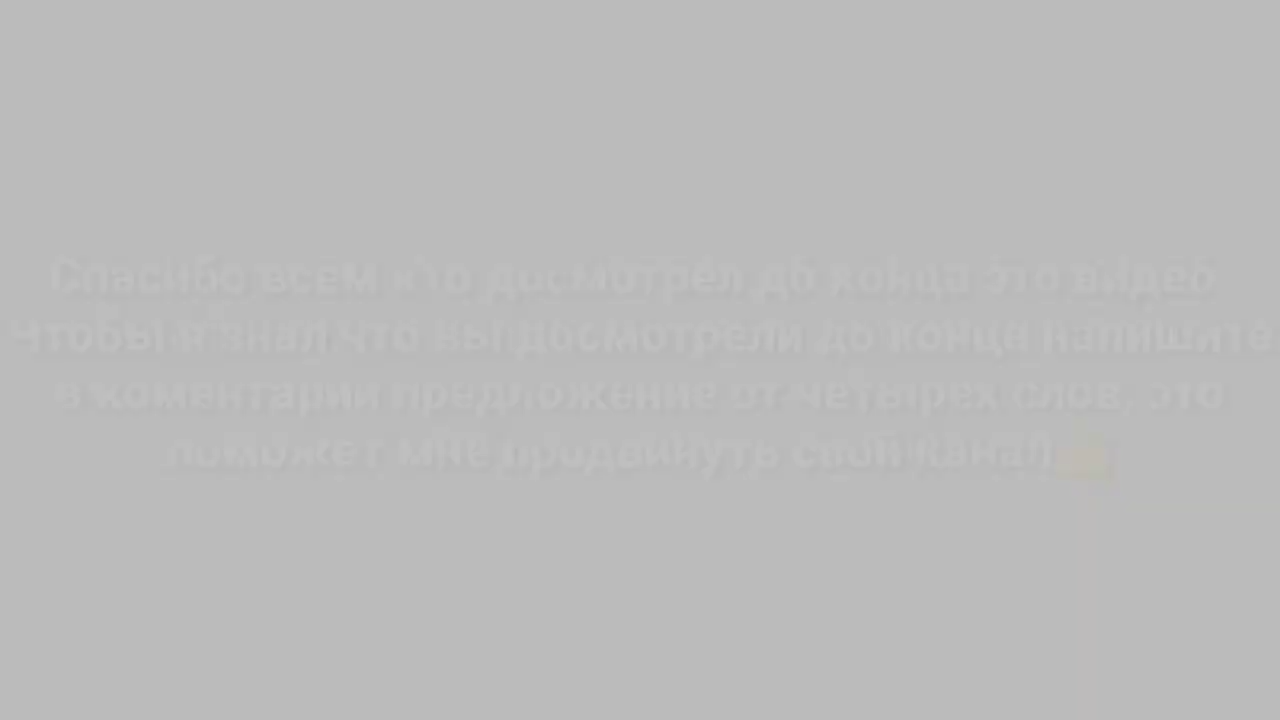 Спасибо всем кто досмотрел до конца это видео
Чтобы я знал что вы досмотрели до конца напишите
в коментарии предложение от четырех слов, это
поможет мне продвинуть свой канал